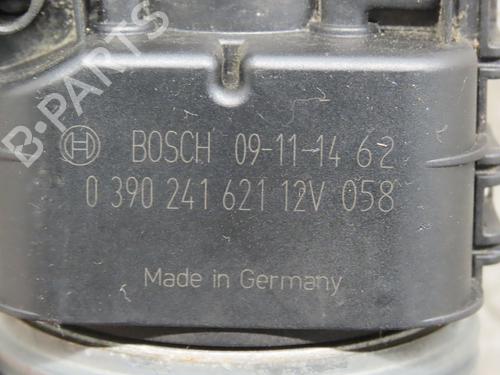 B-PARTS
BOSCH 09-11-14 62
0 390 241 621 12V 058
Made in Germany